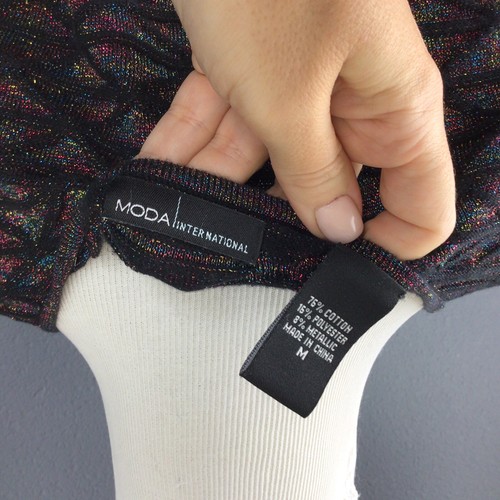 MODA
INTERNATIONAL
76% COTTON
16% POLYESTER
8% METALLIC
MADE IN CHINA
M